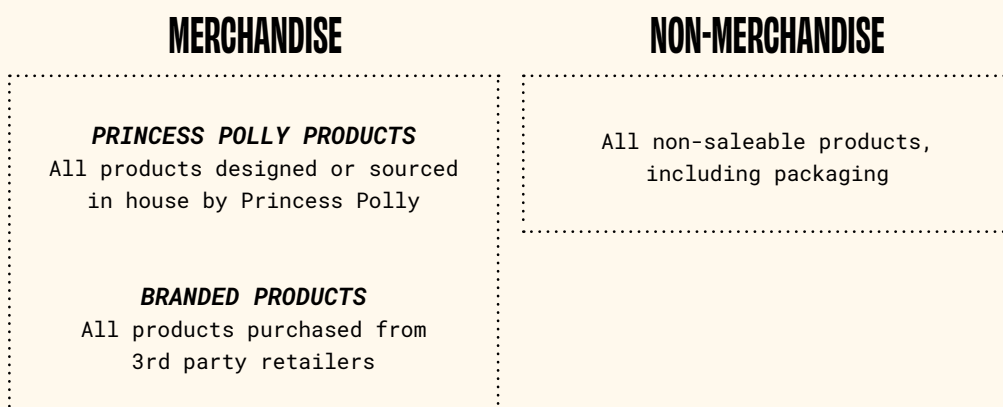 MERCHANDISE
PRINCESS POLLY PRODUCTS
All products designed or sourced
in house by Princess Polly
BRANDED PRODUCTS
All products purchased from
3rd party retailers
NON-MERCHANDISE
All non-saleable products,
including packaging